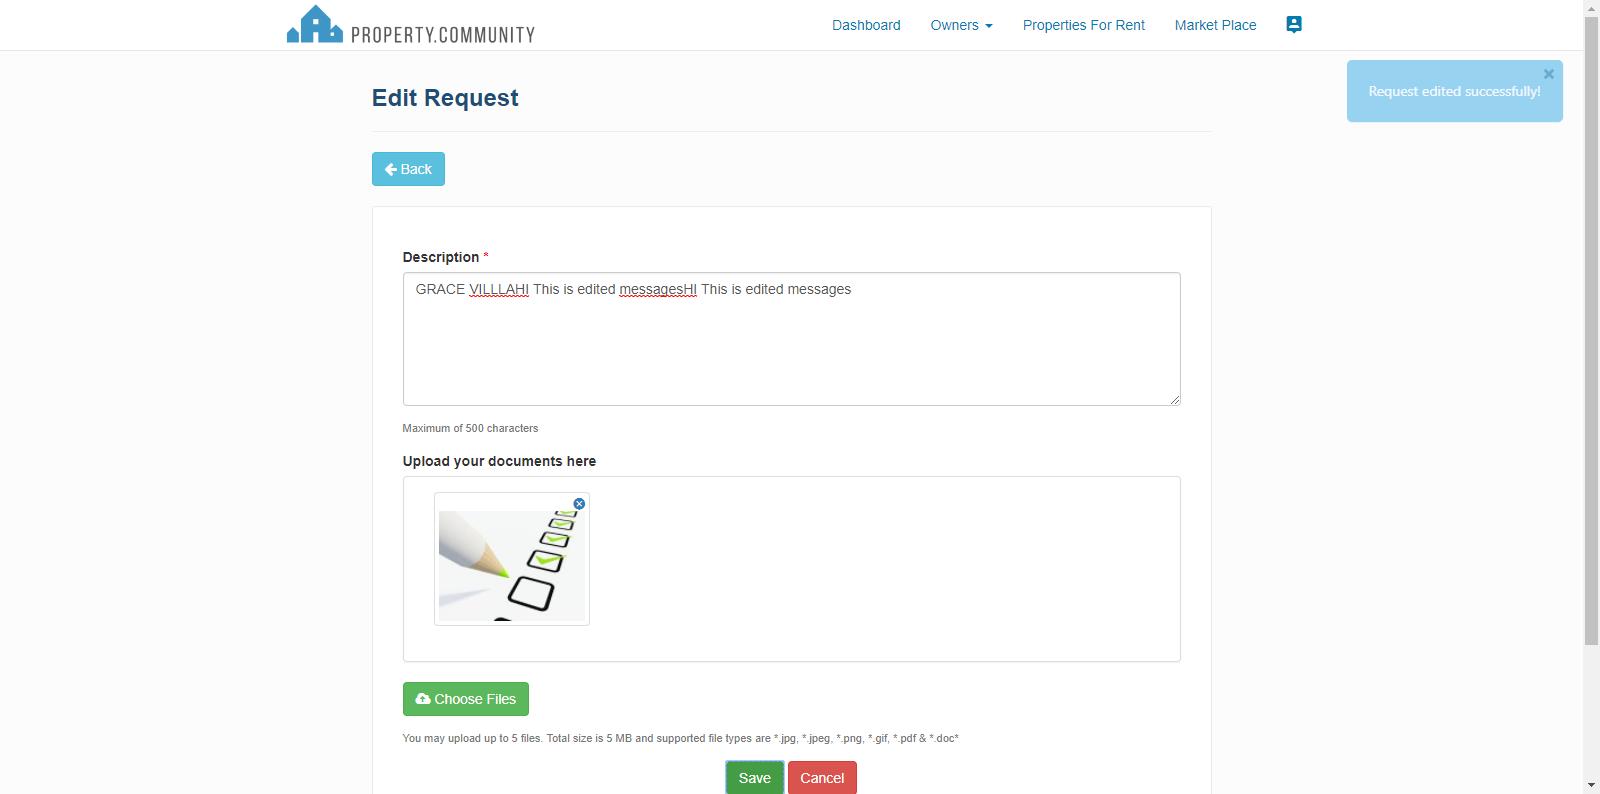 PROPERTY.COMMUNITY
Dashboard Owners Properties For Rent Market Place
Request edited successfully!
Edit Request
Back
Description *
GRACE VILLLAHI This is edited messagesHI This is edited messages
Maximum of 500 characters
Upload your documents here
Choose Files
You may upload up to 5 files. Total size is 5 MB and supported file types are *.jpg, *.jpeg, *.png, *.gif, *.pdf & *.doc*
Save Cancel